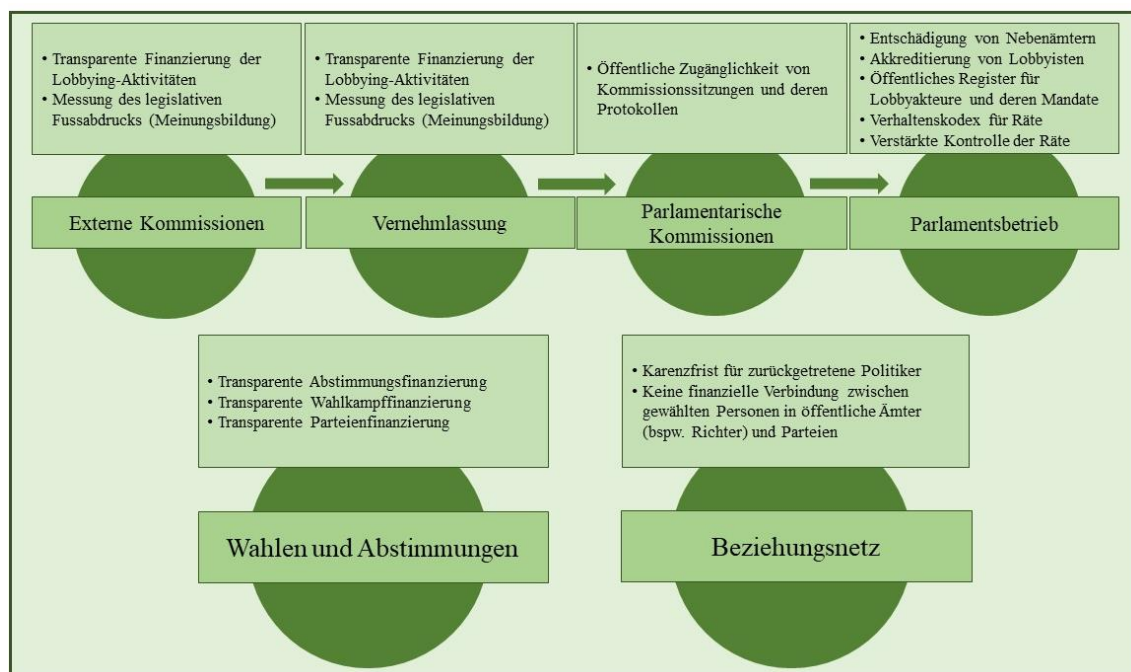 • Transparente Finanzierung der
Lobbying-Aktivitäten
• Messung des legislativen
Fussabdrucks (Meinungsbildung)
Externe Kommissionen
• Transparente Finanzierung der
Lobbying-Aktivitäten
• Messung des legislativen
Fussabdrucks (Meinungsbildung)
Vernehmlassung
• Öffentliche Zugänglichkeit von
Kommissionssitzungen und deren
Protokollen
Parlamentarische
Kommissionen
• Entschädigung von Nebenämtern
• Akkreditierung von Lobbyisten
• Öffentliches Register für
Lobbyakteure und deren Mandate
• Verhaltenskodex für Räte
• Verstärkte Kontrolle der Räte
Parlamentsbetrieb
• Transparente Abstimmungsfinanzierung
• Transparente Wahlkampffinanzierung
• Transparente Parteienfinanzierung
Wahlen und Abstimmungen
• Karenzfrist für zurückgetretene Politiker
• Keine finanzielle Verbindung zwischen
gewählten Personen in öffentliche Ämter
(bspw. Richter) und Parteien
Beziehungsnetz